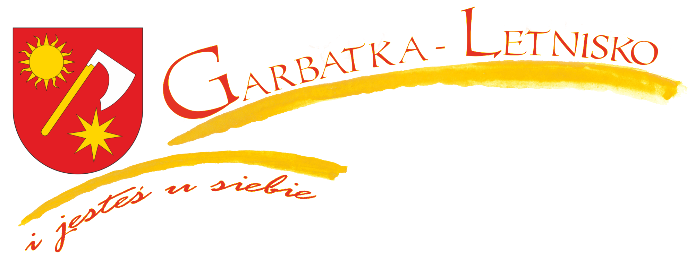 GARBATKA - LETNISKO
i jesteś u siebie